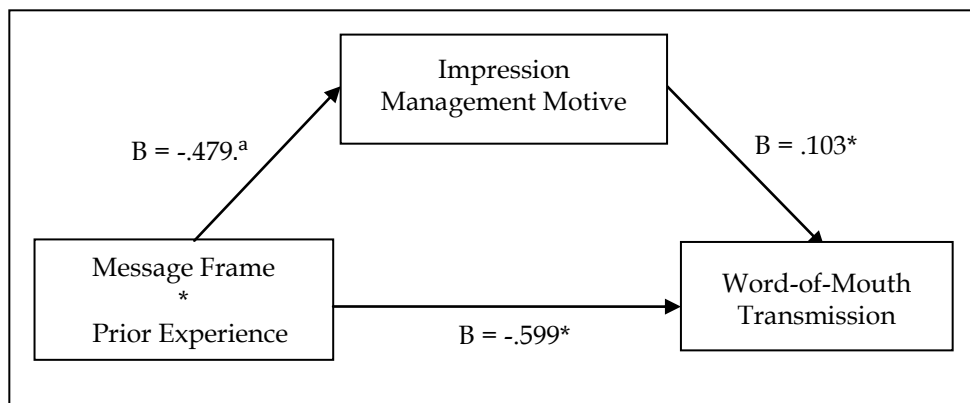 Impression
Management Motive
B = -.479.ª
B = .103*
Message Frame
*
Prior Experience
Word-of-Mouth
Transmission
B = -.599*